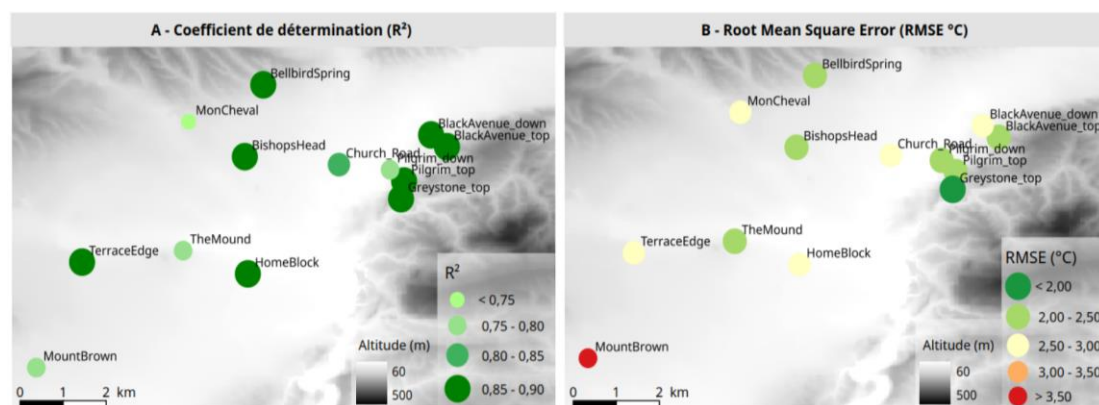 A - Coefficient de détermination (R²)
BellbirdSpring
MonCheval
BlackAvenue_down
BlackAvenue_top
BishopsHead
Church_Road
Pilgrim_down
Pilgrim_top
Greystone_top
TheMound
TerraceEdge
HomeBlock
MountBrown
R²
< 0,75
0,75 - 0,80
0,80 - 0,85
0,85 - 0,90
Altitude (m)
60
500
0 1 2 km
B - Root Mean Square Error (RMSE °C)
BellbirdSpring
MonCheval
BlackAvenue_down
BlackAvenue_top
BishopsHead
Church_Road
Pilgrim_down
Pilgrim_top
Greystone_top
TheMound
TerraceEdge
HomeBlock
MountBrown
RMSE (°C)
< 2,00
2,00 - 2,50
2,50 - 3,00
3,00 - 3,50
> 3,50
Altitude (m)
60
500
0 1 2 km